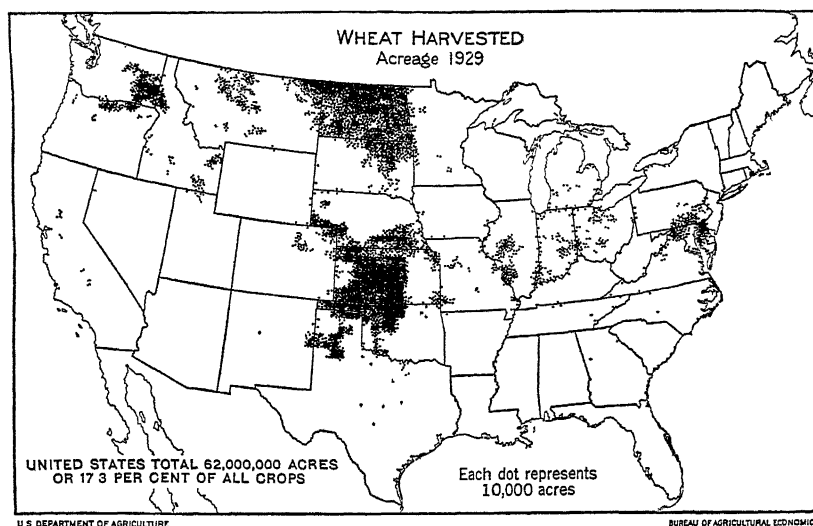 WHEAT HARVESTED
Acreage 1929
UNITED STATES TOTAL 62,000,000 ACRES
OR 17 3 PER CENT OF ALL CROPS
Each dot represents
10,000 acres
U.S DEPARTMENT OF AGRICULTURE
BUREAU OF AGRICULTURAL ECONOMIC